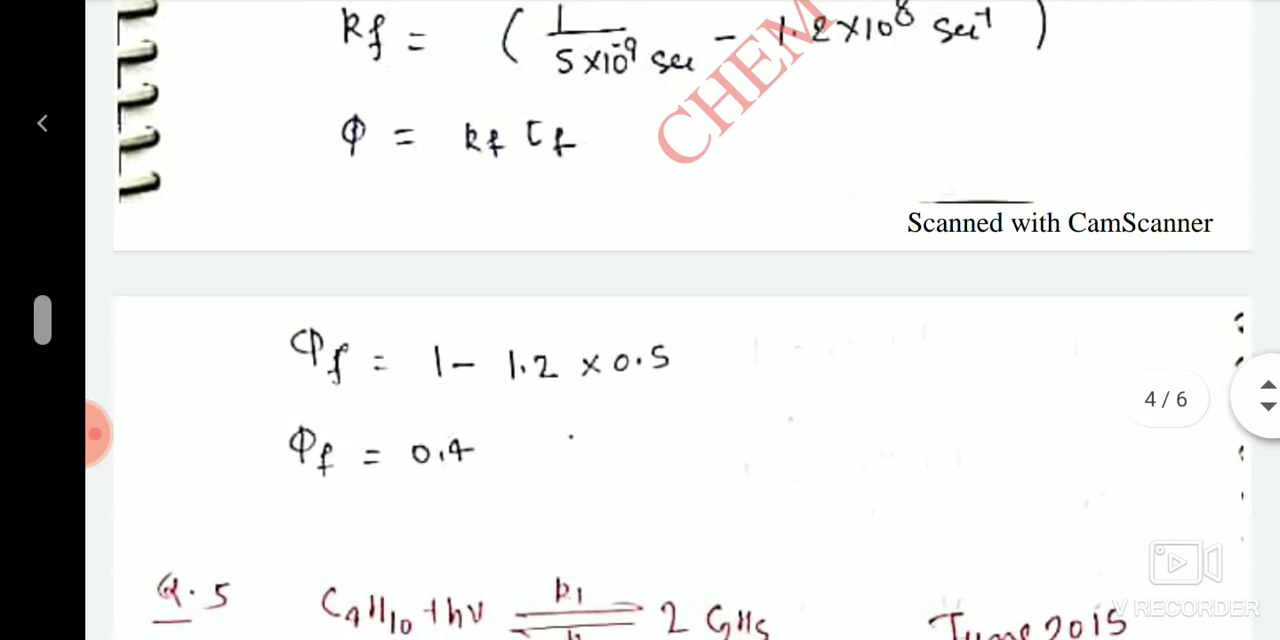 kf = ( 1 / 5×10⁻⁹ sec − 1.2×10⁸ sec⁻¹ )
CHEM
φ = kf τf
Scanned with CamScanner
Φf = 1 − 1.2 × 0.5
4 / 6
Φf = 0.4
Q.5 C4H10 + hν k1 2 C2H5 June 2015
V RECORDER